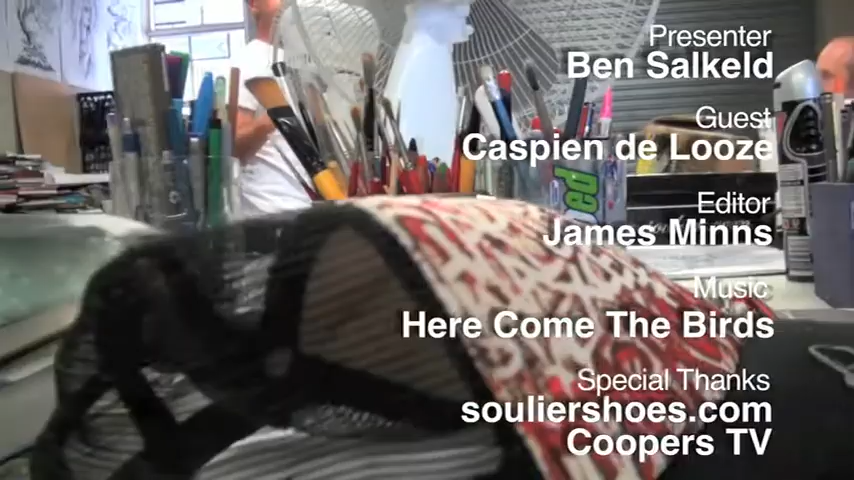 Presenter
Ben Salkeld
Guest
Caspien de Looze
Editor
James Minns
Music
Here Come The Birds
Special Thanks
souliershoes.com
Coopers TV